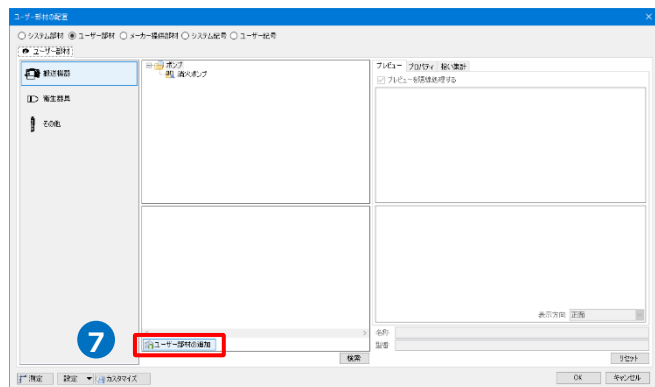 ユーザー部材の配置
システム部材 ユーザー部材 メーカー提供部材 システム記号 ユーザー記号
ユーザー部材
搬送機器
衛生器具
その他
ポンプ
消火ポンプ
プレビュー プロパティ 拾い集計
プレビュー部陰線処理する
表示方向 正面
名称
型番
7
ユーザー部材の追加
検索
リセット
測定 設定 カスタマイズ
OK キャンセル